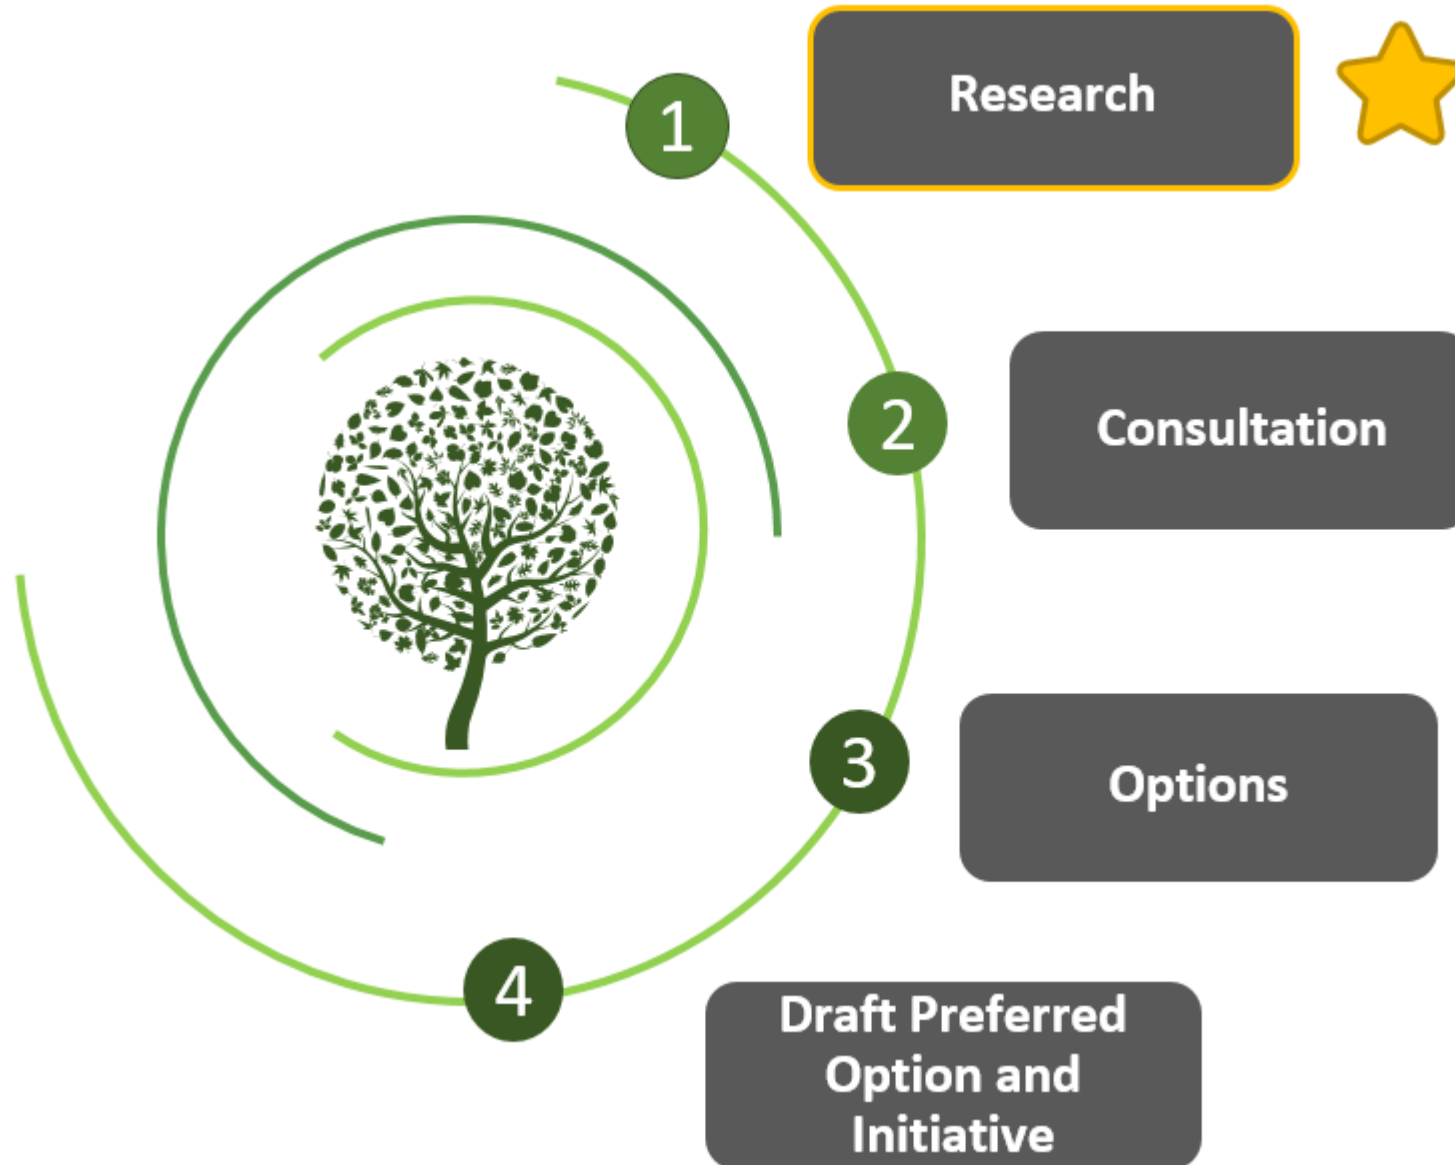 1
Research
2
Consultation
3
Options
4
Draft Preferred
Option and
Initiative